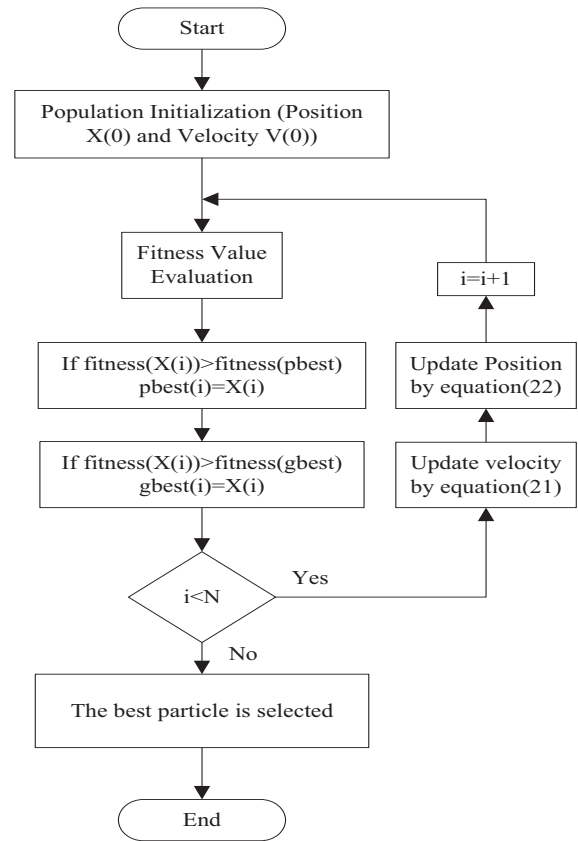 Start
Population Initialization (Position
X(0) and Velocity V(0))
Fitness Value
Evaluation
i=i+1
If fitness(X(i))>fitness(pbest)
pbest(i)=X(i)
Update Position
by equation(22)
If fitness(X(i))>fitness(gbest)
gbest(i)=X(i)
Update velocity
by equation(21)
i<N
Yes
No
The best particle is selected
End